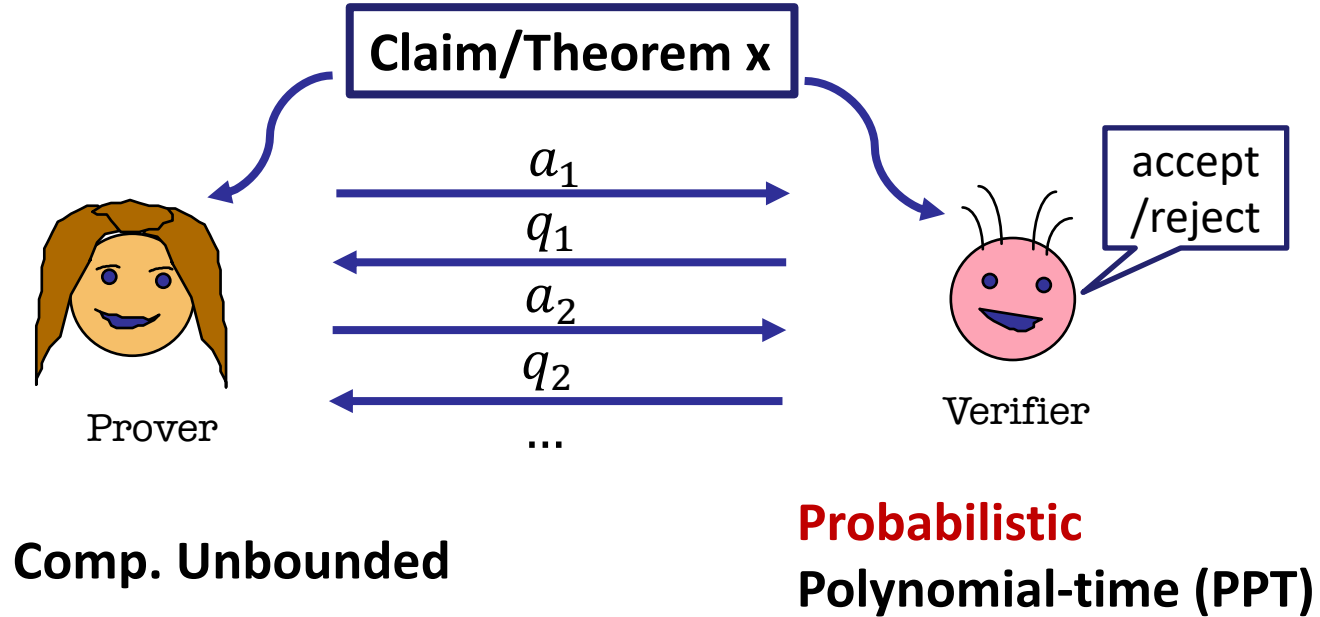 Claim/Theorem x
a₁
q₁
a₂
q₂
...
accept
/reject
Prover
Verifier
Comp. Unbounded
Probabilistic
Polynomial-time (PPT)